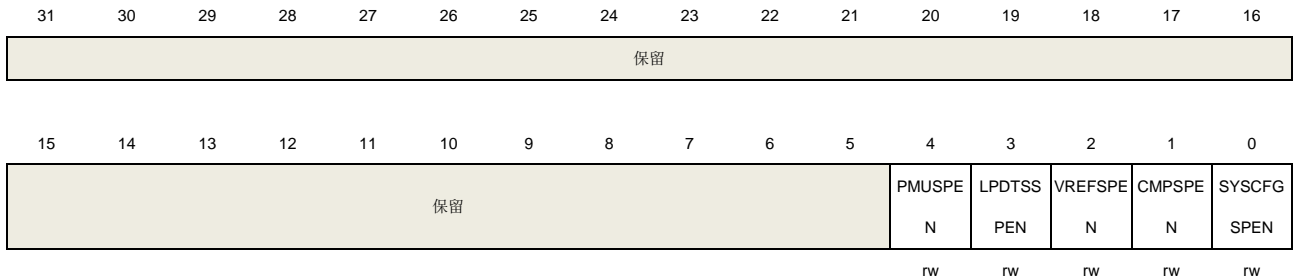 31 30 29 28 27 26 25 24 23 22 21 20 19 18 17 16
保留
15 14 13 12 11 10 9 8 7 6 5 4 3 2 1 0
保留
PMUSPE LPDTSS VREFSPE CMPSPE SYSCFG
N PEN N N SPEN
rw rw rw rw rw